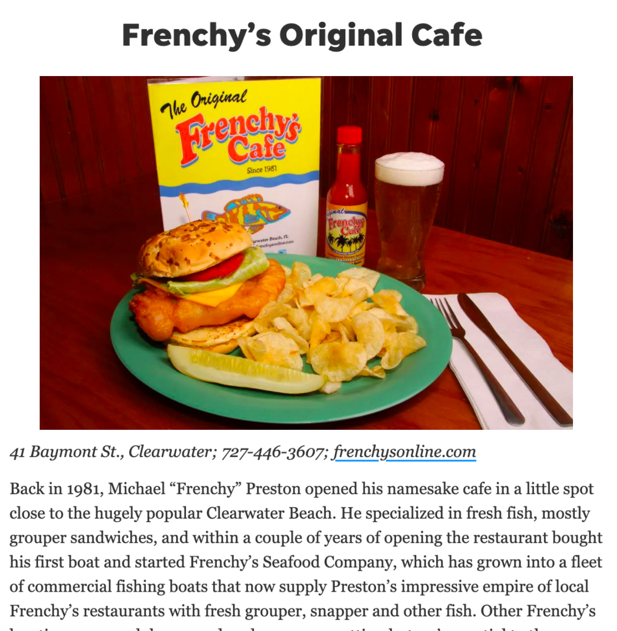 Frenchy’s Original Cafe
The Original
Frenchy's
Cafe
Since 1981
Frenchy's
Cafe
41 Baymont St., Clearwater; 727-446-3607; frenchysonline.com
Back in 1981, Michael “Frenchy” Preston opened his namesake cafe in a little spot
close to the hugely popular Clearwater Beach. He specialized in fresh fish, mostly
grouper sandwiches, and within a couple of years of opening the restaurant bought
his first boat and started Frenchy’s Seafood Company, which has grown into a fleet
of commercial fishing boats that now supply Preston’s impressive empire of local
Frenchy’s restaurants with fresh grouper, snapper and other fish. Other Frenchy’s